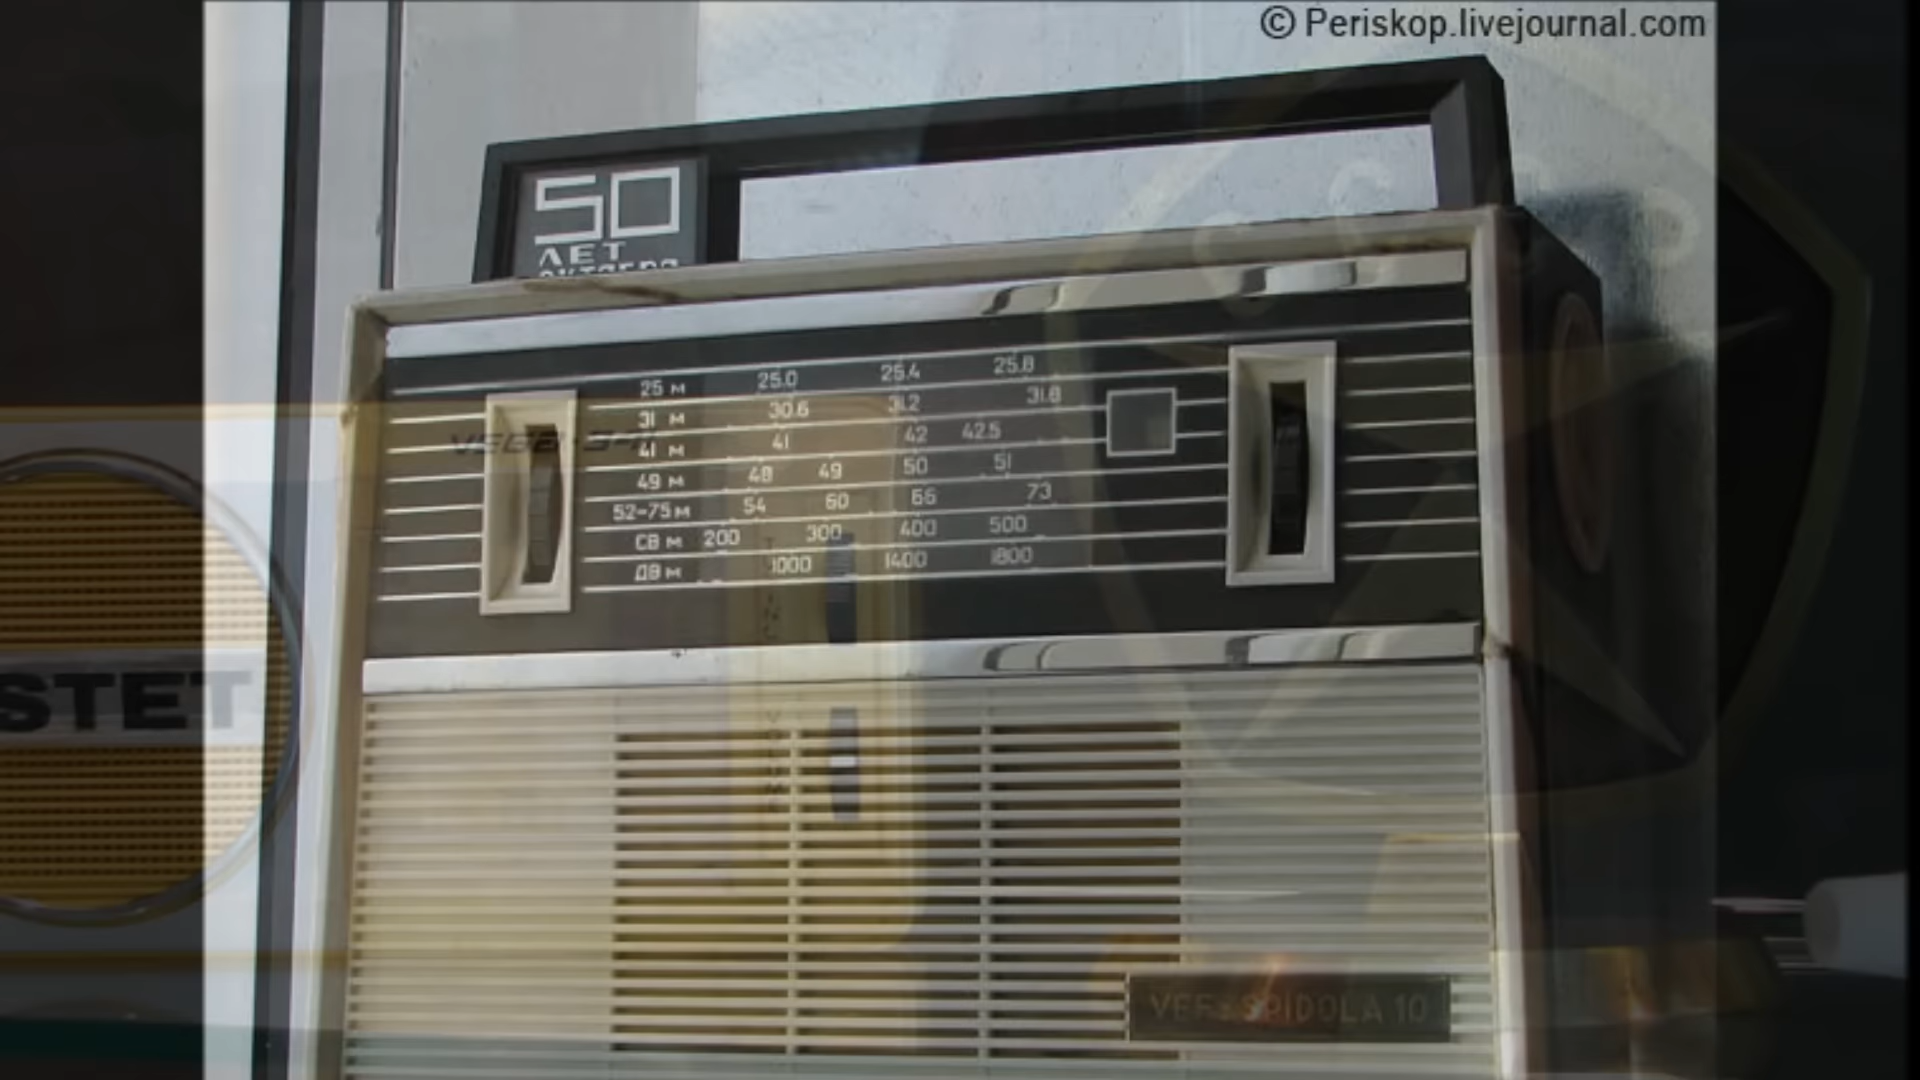 © Periskop.livejournal.com
50
ЛЕТ
ОКТЯБРЯ
25 м 25.0 25.4 25.8
31 м 30.6 31.2 31.8
41 м 41 42 42.5
49 м 48 49 50 51
52-75 м 54 60 66 73
СВ м 200 300 400 500
ДВ м 1000 1400 1800
STET
VEF-SPIDOLA 10